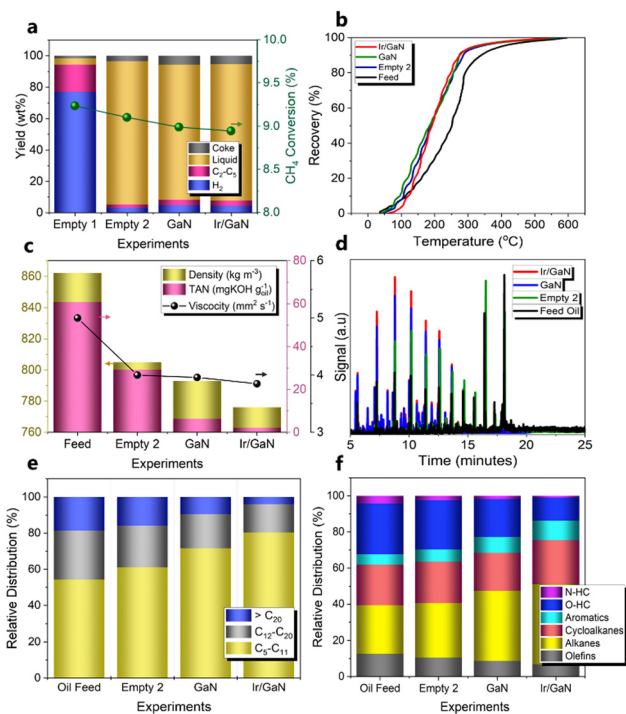 a
Yield (wt%)
100
80
60
40
20
0
10.0
9.5
9.0
8.5
8.0
CH4 Conversion (%)
Coke
Liquid
C2-C5
H2
Empty 1 Empty 2 GaN Ir/GaN
Experiments
b
Recovery (%)
100
80
60
40
20
0
Ir/GaN
GaN
Empty 2
Feed
0 100 200 300 400 500 600
Temperature (°C)
c
860
840
820
800
780
760
Density (kg m-3)
TAN (mgKOH g-1oil)
Viscocity (mm2 s-1)
80
60
40
20
0
6
5
4
3
Feed Empty 2 GaN Ir/GaN
Experiments
d
Signal (a.u)
Ir/GaN
GaN
Empty 2
Feed Oil
5 10 15 20 25
Time (minutes)
e
Relative Distribution (%)
100
80
60
40
20
0
> C20
C12-C20
C5-C11
Oil Feed Empty 2 GaN Ir/GaN
Experiments
f
Relative Distribution (%)
100
80
60
40
20
0
N-HC
O-HC
Aromatics
Cycloalkanes
Alkanes
Olefins
Oil Feed Empty 2 GaN Ir/GaN
Experiments